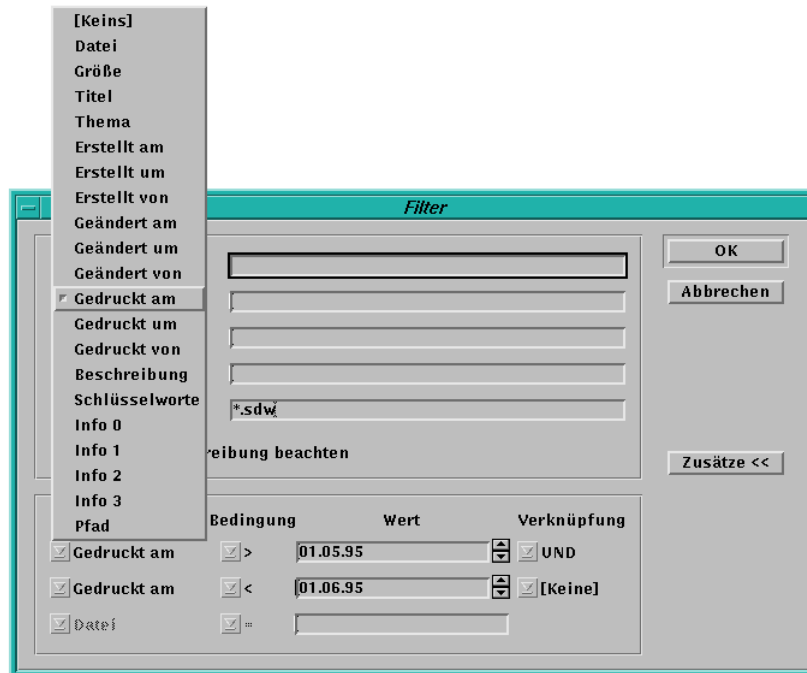 [Keins]
Datei
Größe
Titel
Thema
Erstellt am
Erstellt um
Erstellt von
Geändert am
Geändert um
Geändert von
Gedruckt am
Gedruckt um
Gedruckt von
Beschreibung
Schlüsselworte
Info 0
Info 1
Info 2
Info 3
Pfad
Filter
OK
Abbrechen
*.sdw
reibung beachten
Zusätze <<
Bedingung Wert Verknüpfung
Gedruckt am > 01.05.95 UND
Gedruckt am < 01.06.95 [Keine]
Datei =